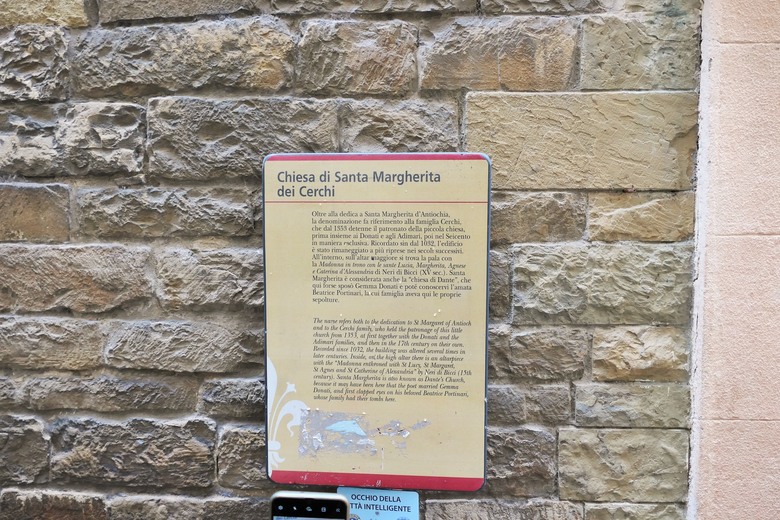 Chiesa di Santa Margherita
dei Cerchi
Oltre alla dedica a Santa Margherita d'Antiochia,
la denominazione fa riferimento alla famiglia Cerchi,
che dal 1353 detenne il patronato della piccola chiesa,
prima insieme ai Donati e agli Adimari, poi nel Seicento
in maniera esclusiva. Ricordato sin dal 1032, l'edificio
è stato rimaneggiato a più riprese nei secoli successivi.
All'interno, sull'altar maggiore si trova la pala con
la Madonna in trono con le sante Lucia, Margherita, Agnese
e Caterina d'Alessandria di Neri di Bicci (XV sec.). Santa
Margherita è considerata anche la "chiesa di Dante", che
qui forse sposò Gemma Donati e poté conoscervi l'amata
Beatrice Portinari, la cui famiglia aveva qui le proprie
sepolture.
The name refers both to the dedication to St Margaret of Antioch
and to the Cerchi family, who held the patronage of this little
church from 1353, at first together with the Donati and the
Adimari families, and then in the 17th century on their own.
Recorded since 1032, the building was altered several times in
later centuries. Inside, on the high altar there is an altarpiece
with the "Madonna enthroned with St Lucy, St Margaret,
St Agnes and St Catherine of Alexandria" by Neri di Bicci (15th
century). Santa Margherita is also known as Dante's Church,
because it may have been here that the poet married Gemma
Donati, and first clapped eyes on his beloved Beatrice Portinari,
whose family had their tombs here.
OCCHIO DELLA
TTÀ INTELLIGENTE